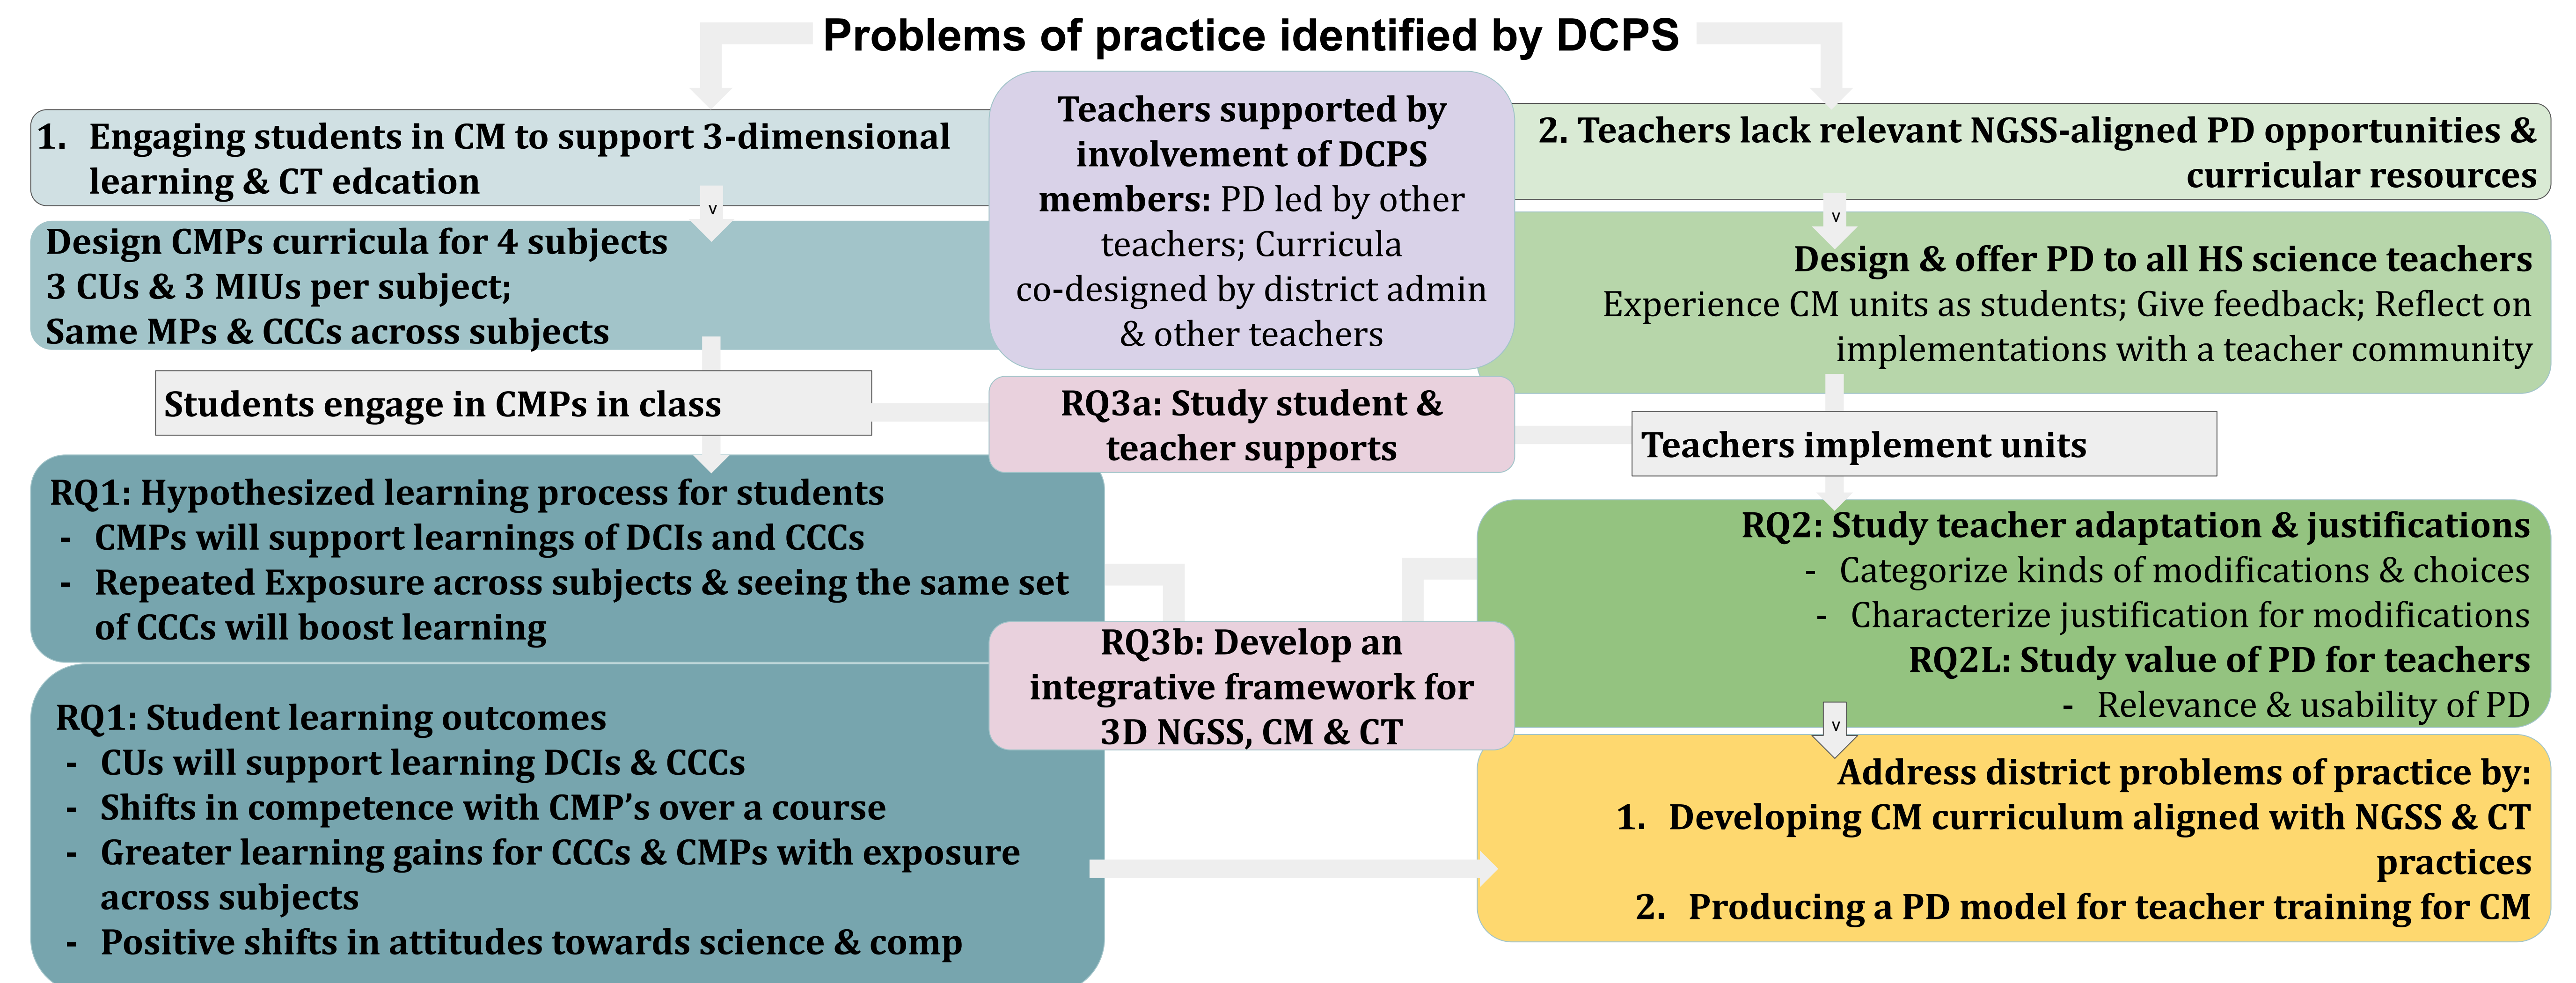 Problems of practice identified by DCPS
1. Engaging students in CM to support 3-dimensional
learning & CT edcation
v
Design CMPs curricula for 4 subjects
3 CUs & 3 MIUs per subject;
Same MPs & CCCs across subjects
Students engage in CMPs in class
RQ1: Hypothesized learning process for students
- CMPs will support learnings of DCIs and CCCs
- Repeated Exposure across subjects & seeing the same set
of CCCs will boost learning
RQ1: Student learning outcomes
- CUs will support learning DCIs & CCCs
- Shifts in competence with CMP's over a course
- Greater learning gains for CCCs & CMPs with exposure
across subjects
- Positive shifts in attitudes towards science & comp
Teachers supported by
involvement of DCPS
members: PD led by other
teachers; Curricula
co-designed by district admin
& other teachers
RQ3a: Study student &
teacher supports
RQ3b: Develop an
integrative framework for
3D NGSS, CM & CT
2. Teachers lack relevant NGSS-aligned PD opportunities &
curricular resources
v
Design & offer PD to all HS science teachers
Experience CM units as students; Give feedback; Reflect on
implementations with a teacher community
Teachers implement units
RQ2: Study teacher adaptation & justifications
- Categorize kinds of modifications & choices
- Characterize justification for modifications
RQ2L: Study value of PD for teachers
- Relevance & usability of PD
v
Address district problems of practice by:
1. Developing CM curriculum aligned with NGSS & CT
practices
2. Producing a PD model for teacher training for CM